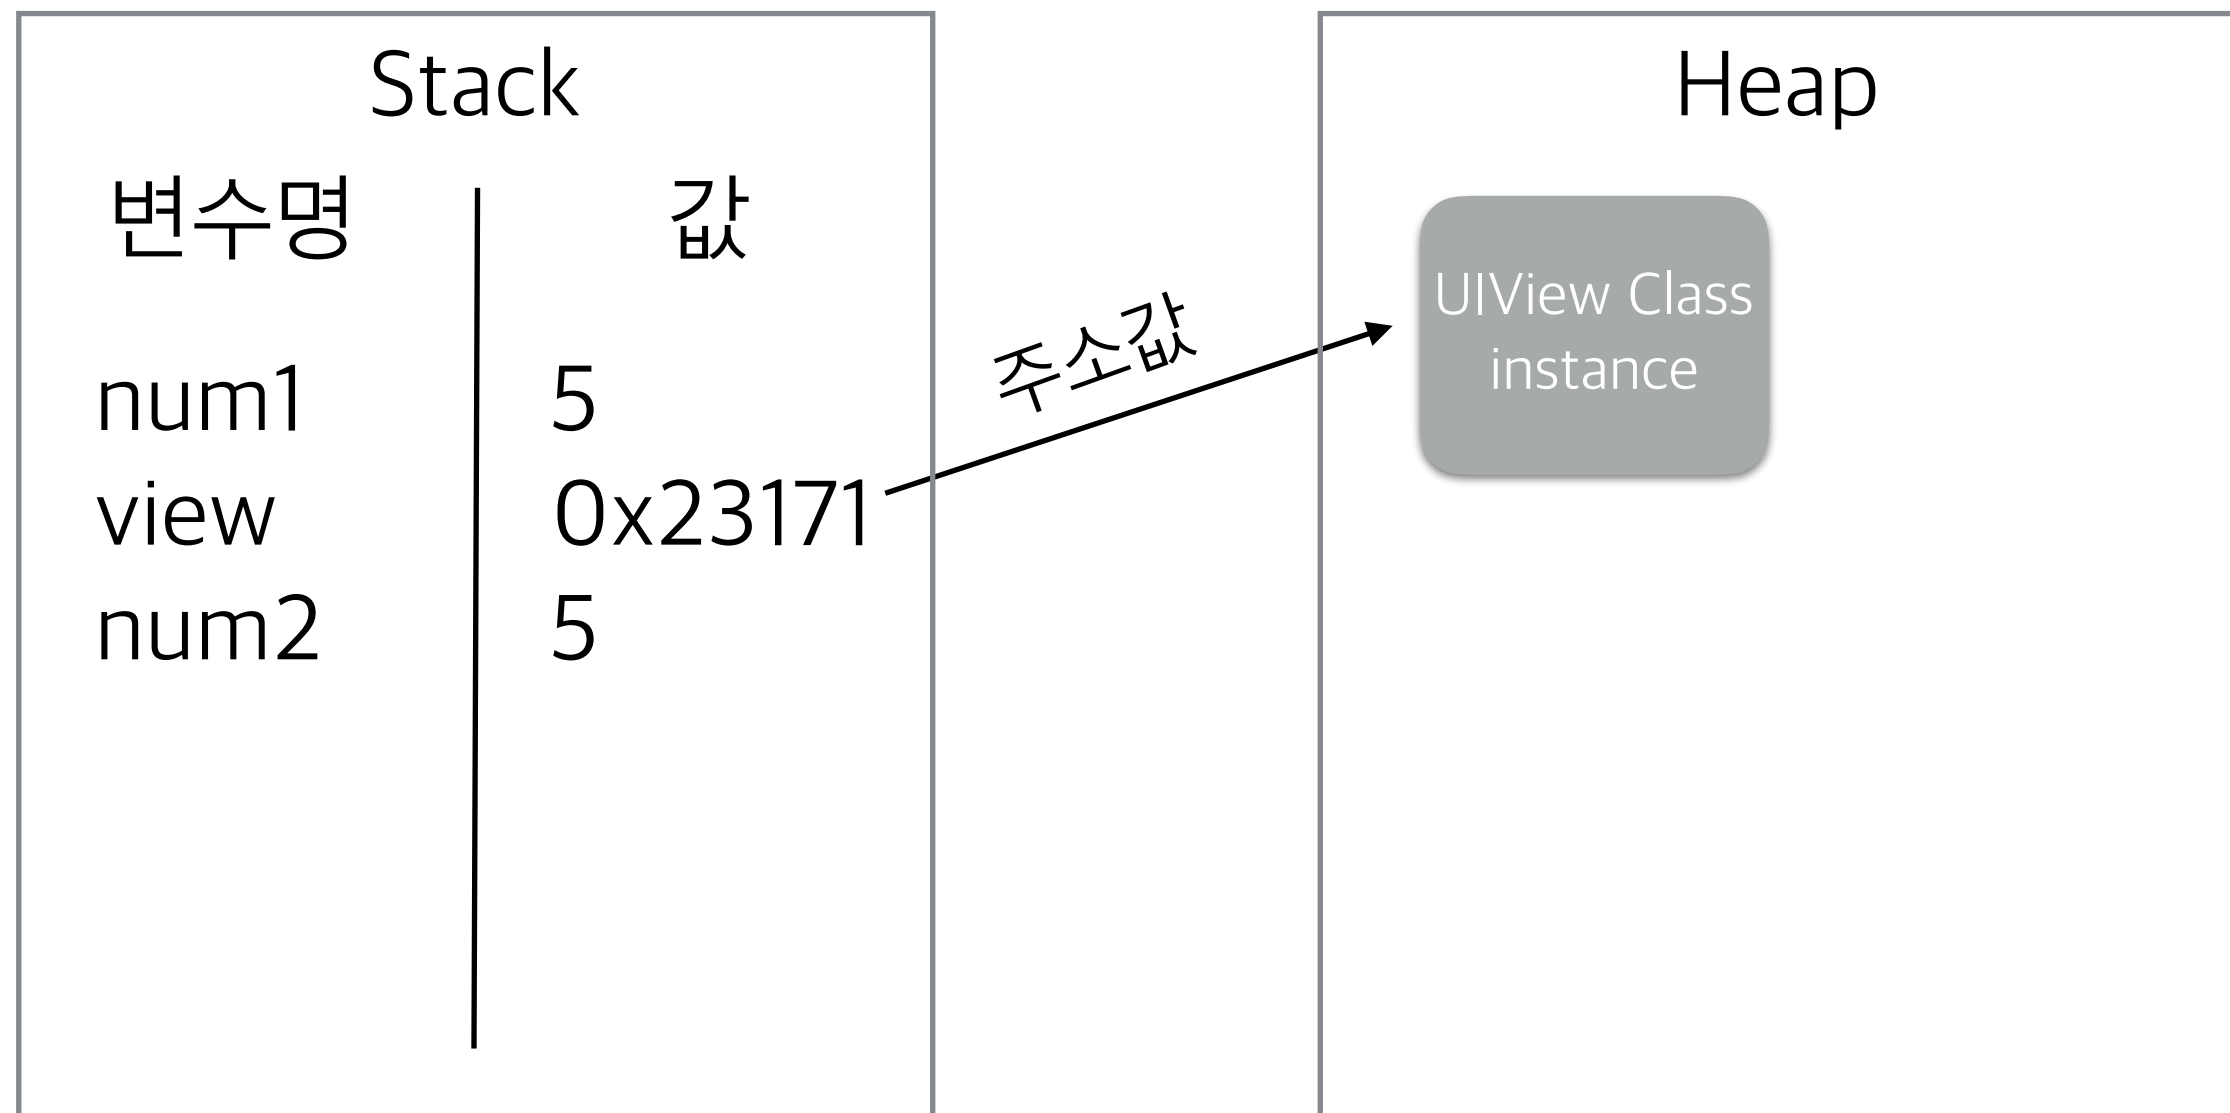 Stack
변수명 값
num1 5
view 0x23171
num2 5
주소값
Heap
UIView Class
instance